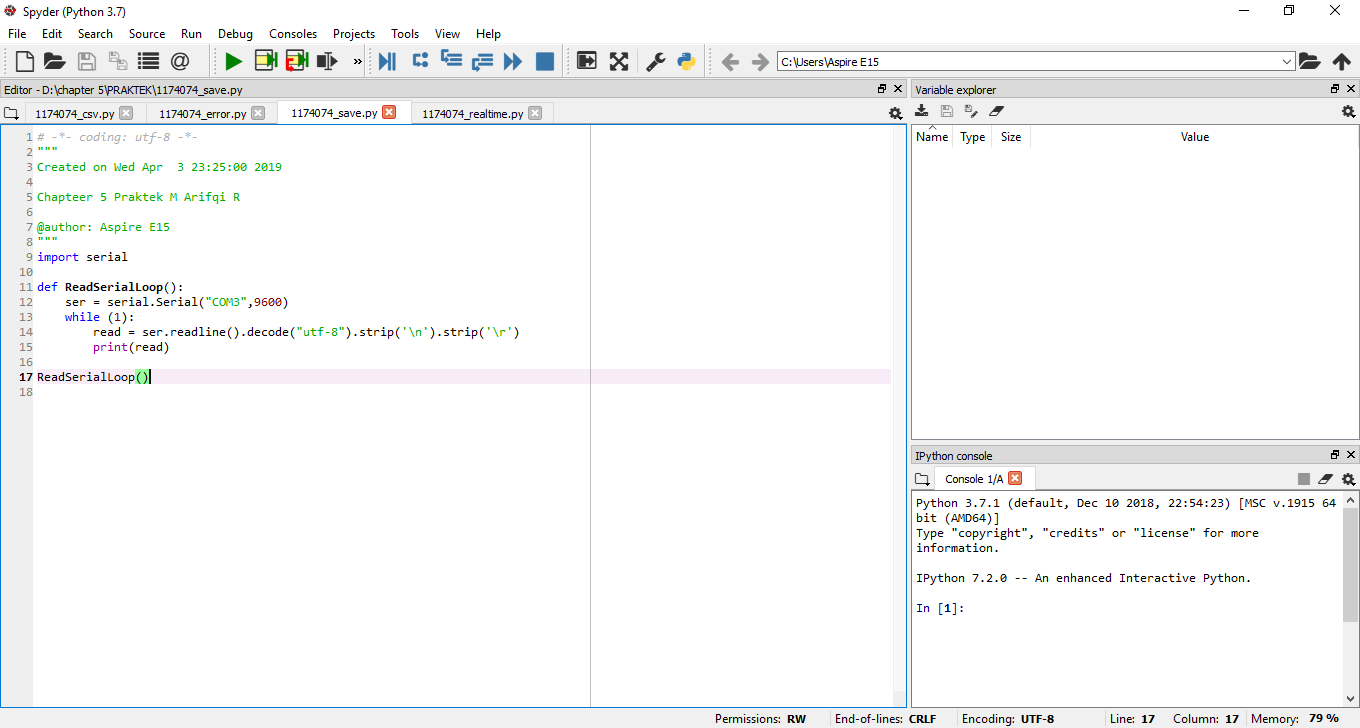 Spyder (Python 3.7)
File Edit Search Source Run Debug Consoles Projects Tools View Help
@ » C:\Users\Aspire E15
Editor - D:\chapter 5\PRAKTEK\1174074_save.py
1174074_csv.py 1174074_error.py 1174074_save.py 1174074_realtime.py
1 # -*- coding: utf-8 -*-
2 """
3 Created on Wed Apr  3 23:25:00 2019
4
5 Chapteer 5 Praktek M Arifqi R
6
7 @author: Aspire E15
8 """
9 import serial
10
11 def ReadSerialLoop():
12     ser = serial.Serial("COM3",9600)
13     while (1):
14         read = ser.readline().decode("utf-8").strip('\n').strip('\r')
15         print(read)
16
17 ReadSerialLoop()
18
Variable explorer
Name Type Size Value
IPython console
Console 1/A
Python 3.7.1 (default, Dec 10 2018, 22:54:23) [MSC v.1915 64
bit (AMD64)]
Type "copyright", "credits" or "license" for more
information.
IPython 7.2.0 -- An enhanced Interactive Python.
In [1]:
Permissions: RW End-of-lines: CRLF Encoding: UTF-8 Line: 17 Column: 17 Memory: 79 %